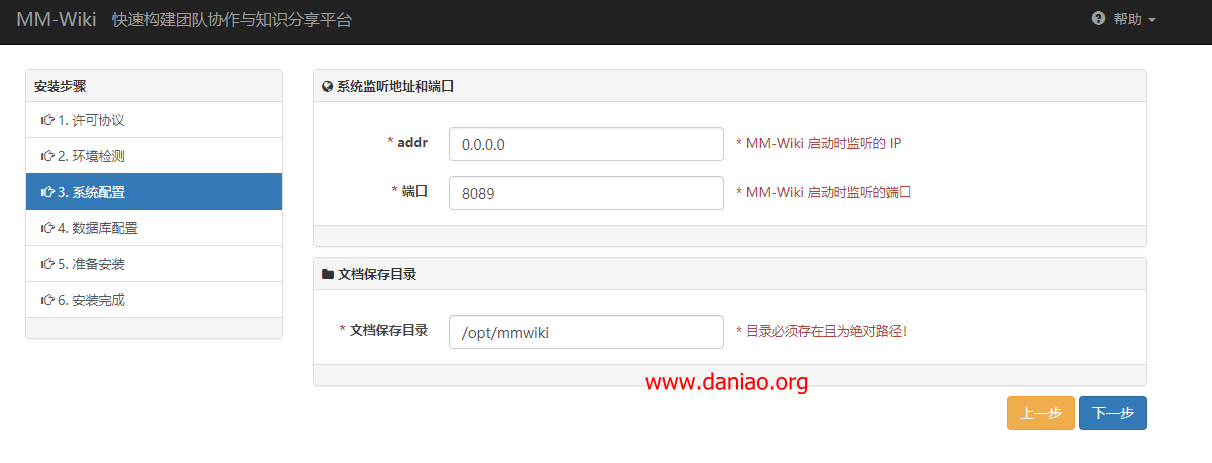 MM-Wiki 快速构建团队协作与知识分享平台
帮助
安装步骤
1. 许可协议
2. 环境检测
3. 系统配置
4. 数据库配置
5. 准备安装
6. 安装完成
系统监听地址和端口
* addr 0.0.0.0 * MM-Wiki 启动时监听的 IP
* 端口 8089 * MM-Wiki 启动时监听的端口
文档保存目录
* 文档保存目录 /opt/mmwiki * 目录必须存在且为绝对路径!
www.daniao.org
上一步 下一步